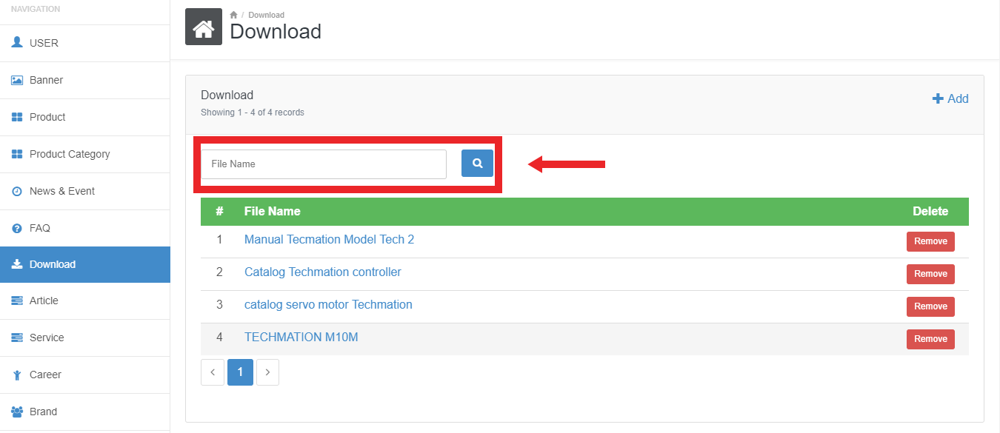 NAVIGATION
USER
Banner
Product
Product Category
News & Event
FAQ
Download
Article
Service
Career
Brand
/ Download
Download
Download
Showing 1 - 4 of 4 records
Add
File Name
# File Name Delete
1 Manual Tecmation Model Tech 2 Remove
2 Catalog Techmation controller Remove
3 catalog servo motor Techmation Remove
4 TECHMATION M10M Remove
< 1 >